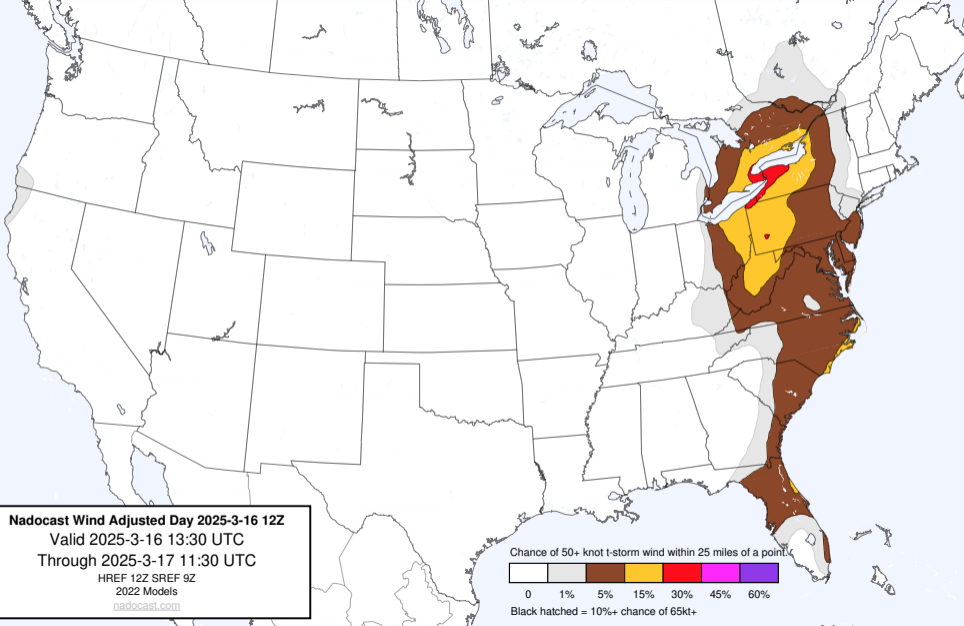 Nadocast Wind Adjusted Day 2025-3-16 12Z
Valid 2025-3-16 13:30 UTC
Through 2025-3-17 11:30 UTC
HREF 12Z SREF 9Z
2022 Models
nadocast.com
Chance of 50+ knot t-storm wind within 25 miles of a point.
0 1% 5% 15% 30% 45% 60%
Black hatched = 10%+ chance of 65kt+